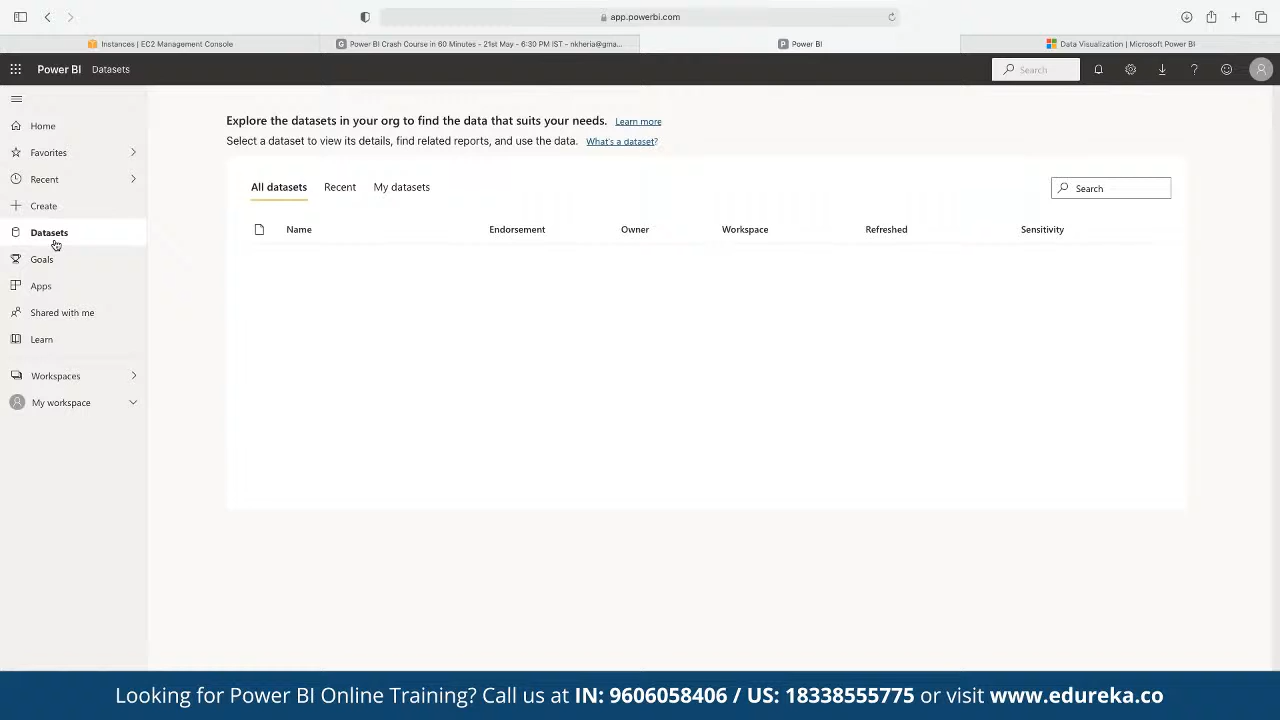 app.powerbi.com
Instances | EC2 Management Console
Power BI Crash Course in 60 Minutes - 21st May - 6:30 PM IST - nkheria@gma...
Power BI
Data Visualization | Microsoft Power BI
Power BI Datasets
Search
Home
Favorites
Recent
Create
Datasets
Goals
Apps
Shared with me
Learn
Workspaces
My workspace
Explore the datasets in your org to find the data that suits your needs. Learn more
Select a dataset to view its details, find related reports, and use the data. What's a dataset?
All datasets Recent My datasets
Search
Name Endorsement Owner Workspace Refreshed Sensitivity
Looking for Power BI Online Training? Call us at IN: 9606058406 / US: 18338555775 or visit www.edureka.co